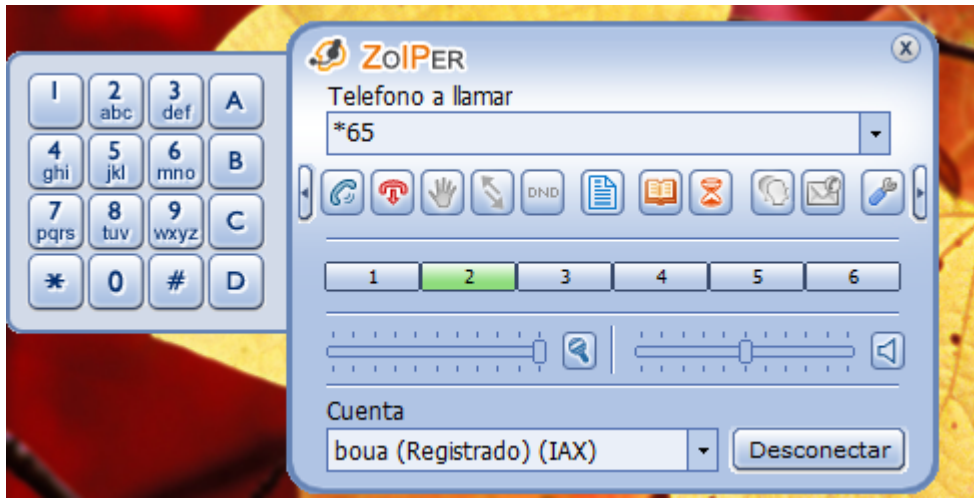 ZoIPER
Telefono a llamar
*65
1 2 abc 3 def A
4 ghi 5 jkl 6 mno B
7 pqrs 8 tuv 9 wxyz C
* 0 # D
DND
1 2 3 4 5 6
Cuenta
boua (Registrado) (IAX)
Desconectar